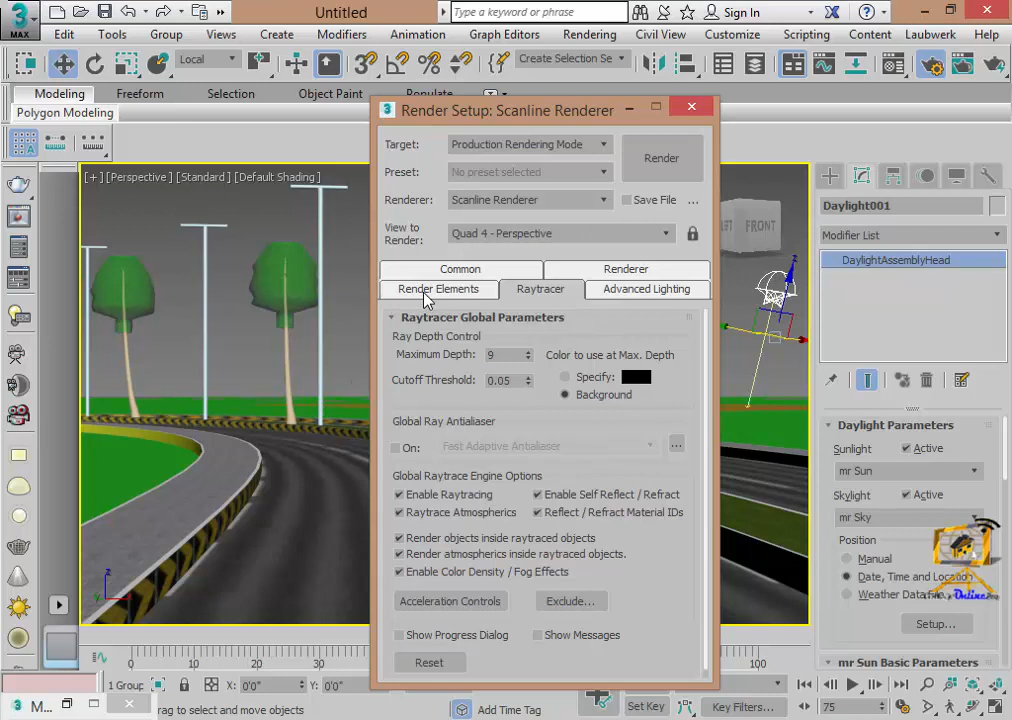 3
MAX
Untitled
Type a keyword or phrase
Sign In
Edit Tools Group Views Create Modifiers Animation Graph Editors Rendering Civil View Customize Scripting Content Laubwerk Help
Local
Create Selection Se
Modeling Freeform Selection Object Paint Populate
Polygon Modeling
[+] [Perspective] [Standard] [Default Shading]
3 Render Setup: Scanline Renderer
Target: Production Rendering Mode
Preset: No preset selected
Render
Renderer: Scanline Renderer
Save File ...
View to
Render:
Quad 4 - Perspective
Common Renderer
Render Elements Raytracer Advanced Lighting
Raytracer Global Parameters
Ray Depth Control
Maximum Depth: 9
Color to use at Max. Depth
Cutoff Threshold: 0.05
Specify:
Background
Global Ray Antialiaser
On: Fast Adaptive Antialiaser ...
Global Raytrace Engine Options
Enable Raytracing Enable Self Reflect / Refract
Raytrace Atmospherics Reflect / Refract Material IDs
Render objects inside raytraced objects
Render atmospherics inside raytraced objects.
Enable Color Density / Fog Effects
Acceleration Controls Exclude...
Show Progress Dialog Show Messages
Reset
FRONT
Daylight001
Modifier List
DaylightAssemblyHead
Daylight Parameters
Sunlight Active
mr Sun
Skylight Active
mr Sky
Position
Manual
Date, Time and Location
Weather Data
Online
Setup...
mr Sun Basic Parameters
0 10 20 30 100
1 Group X: 0'0" Y: 0'0"
Set Key Key Filters... 75
M...
drag to select and move objects
Add Time Tag